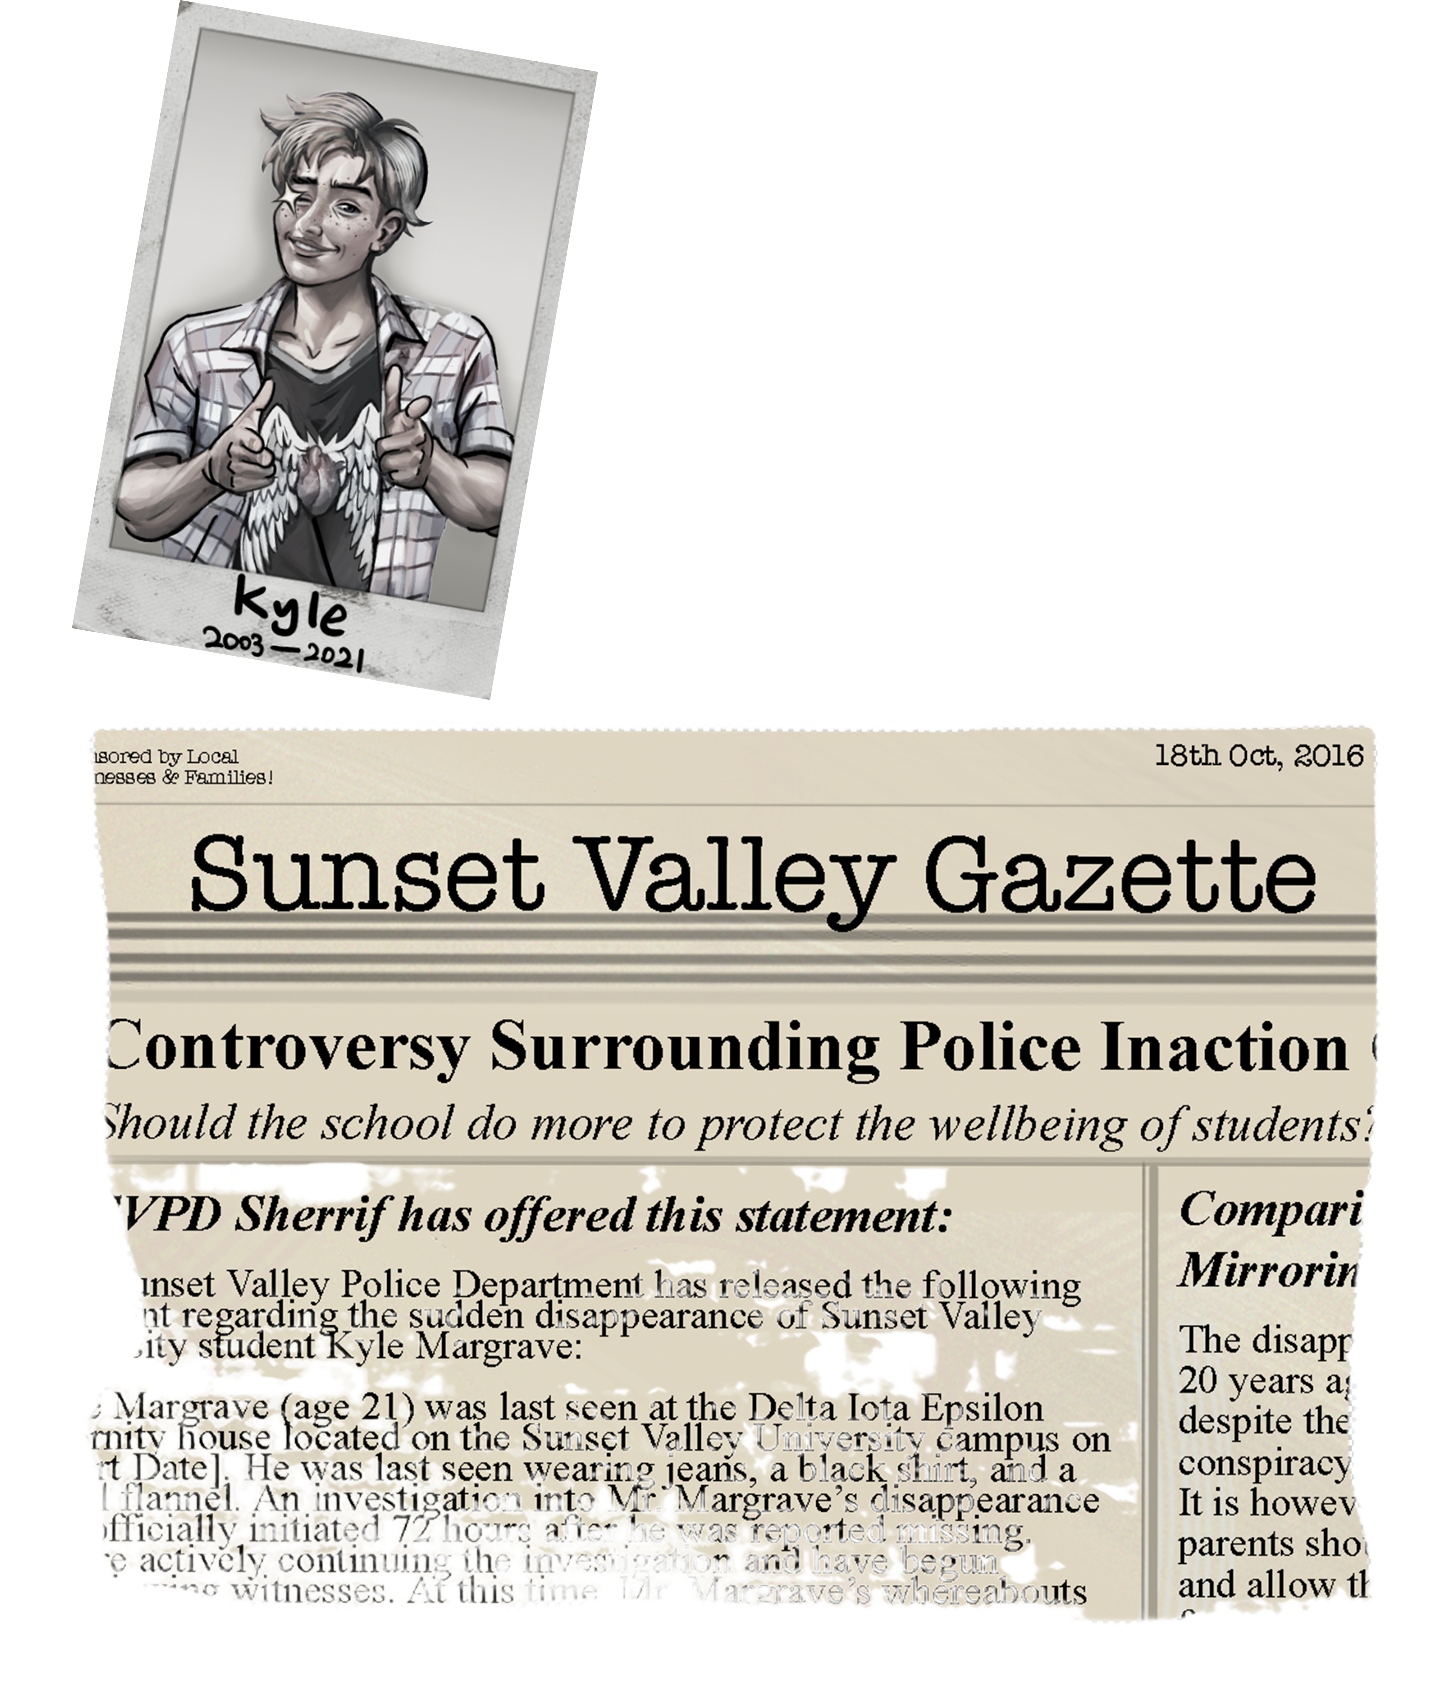 Kyle
2003-2021
sored by Local
nesses & Families!
18th Oct, 2016
Sunset Valley Gazette
Controversy Surrounding Police Inaction
Should the school do more to protect the wellbeing of students?
VPD Sherrif has offered this statement:
unset Valley Police Department has released the following
nt regarding the sudden disappearance of Sunset Valley
ity student Kyle Margrave:
Margrave (age 21) was last seen at the Delta Iota Epsilon
rnity house located on the Sunset Valley University campus on
rt Date]. He was last seen wearing jeans, a black shirt, and a
flannel. An investigation into Mr. Margrave's disappearance
officially initiated 72 hours after he was reported missing.
e actively continuing the investigation and have begun
witnesses. At this time, Mr. Margrave's whereabouts
Compari
Mirrorin
The disapp
20 years ag
despite the
conspiracy
It is howev
parents sho
and allow th